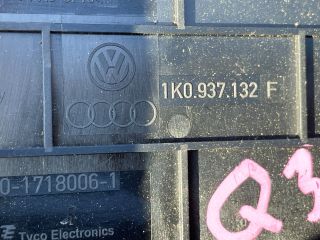 1K0.937.132 F
0-1718006-1
Tyco Electronics
Q3